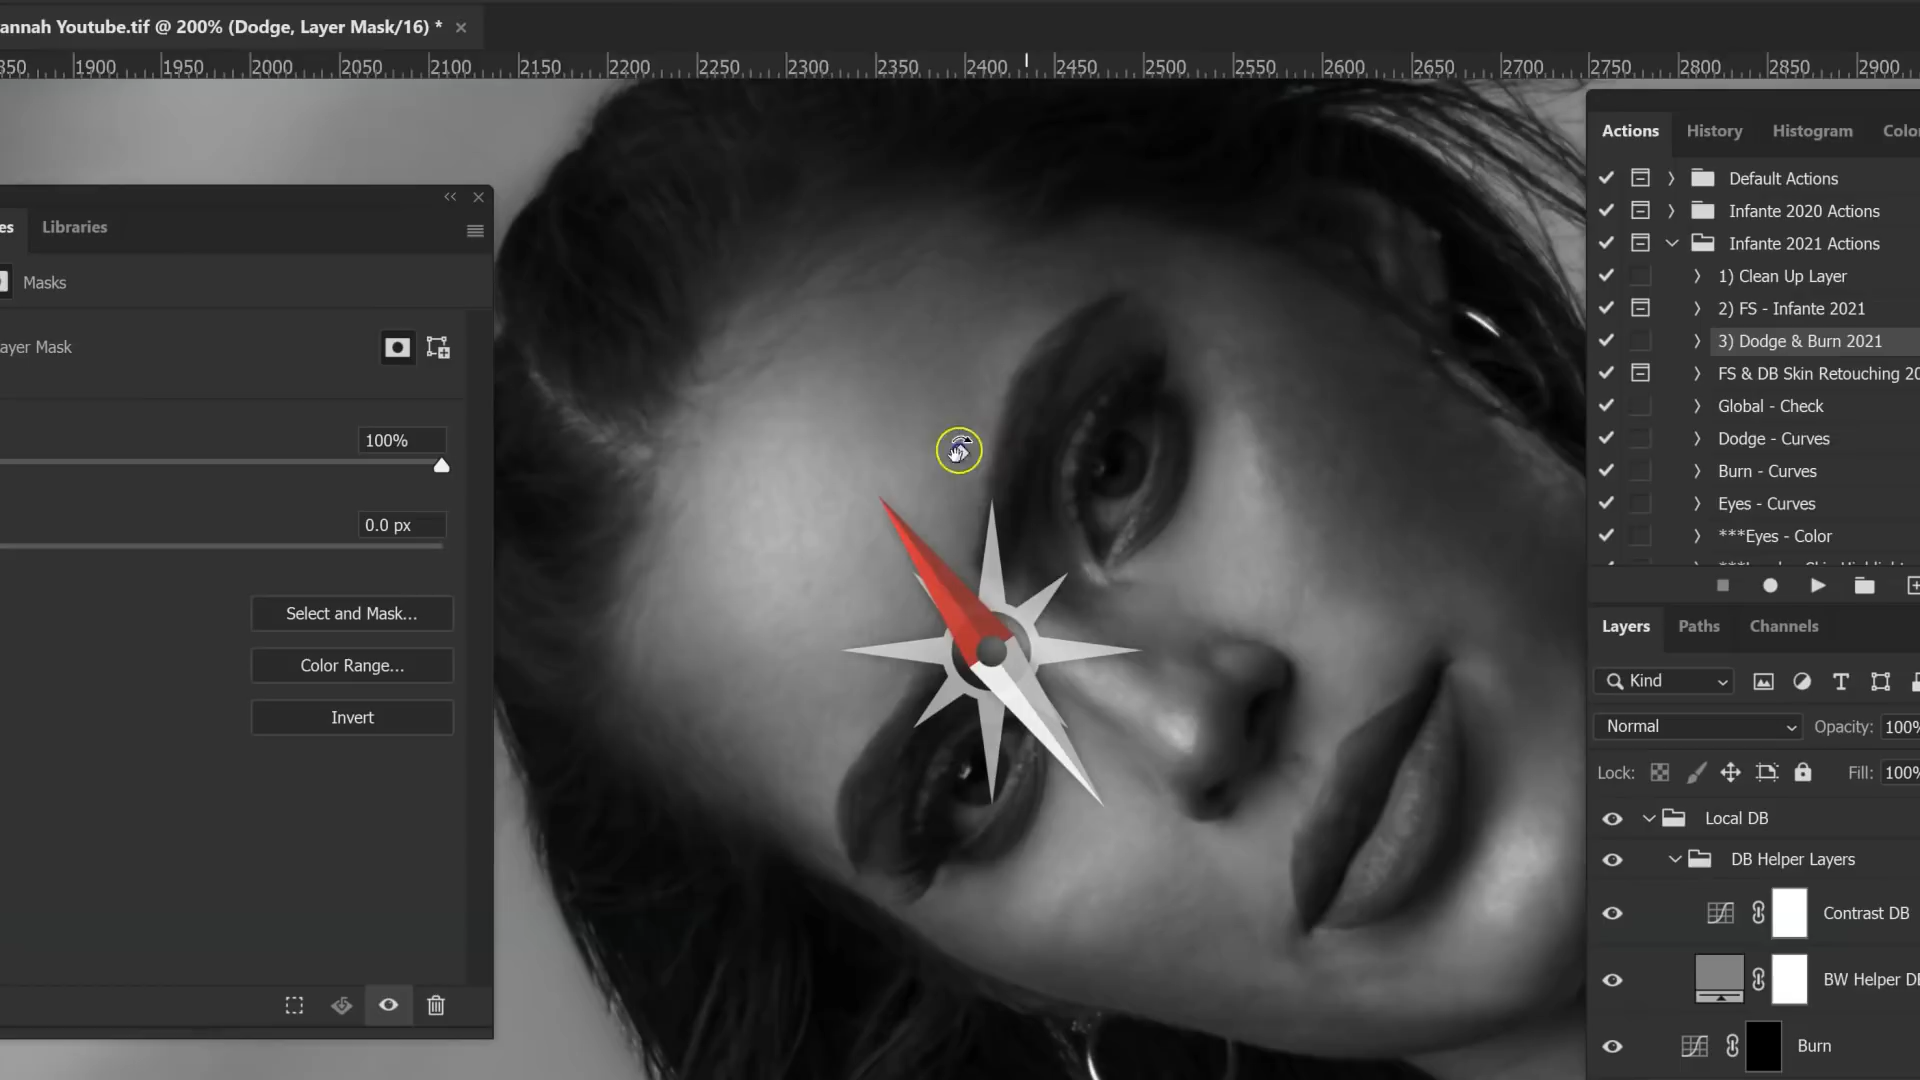 annah Youtube.tif @ 200% (Dodge, Layer Mask/16) *
350 1900 1950 2000 2050 2100 2150 2200 2250 2300 2350 2400 2450 2500 2550 2600 2650 2700 2750 2800 2850 2900
es Libraries
Masks
ayer Mask
100%
0.0 px
Select and Mask...
Color Range...
Invert
Actions History Histogram Colo
Default Actions
Infante 2020 Actions
Infante 2021 Actions
1) Clean Up Layer
2) FS - Infante 2021
3) Dodge & Burn 2021
FS & DB Skin Retouching 20
Global - Check
Dodge - Curves
Burn - Curves
Eyes - Curves
***Eyes - Color
Layers Paths Channels
Kind
Normal Opacity: 100%
Lock: Fill: 100%
Local DB
DB Helper Layers
Contrast DB
BW Helper DB
Burn